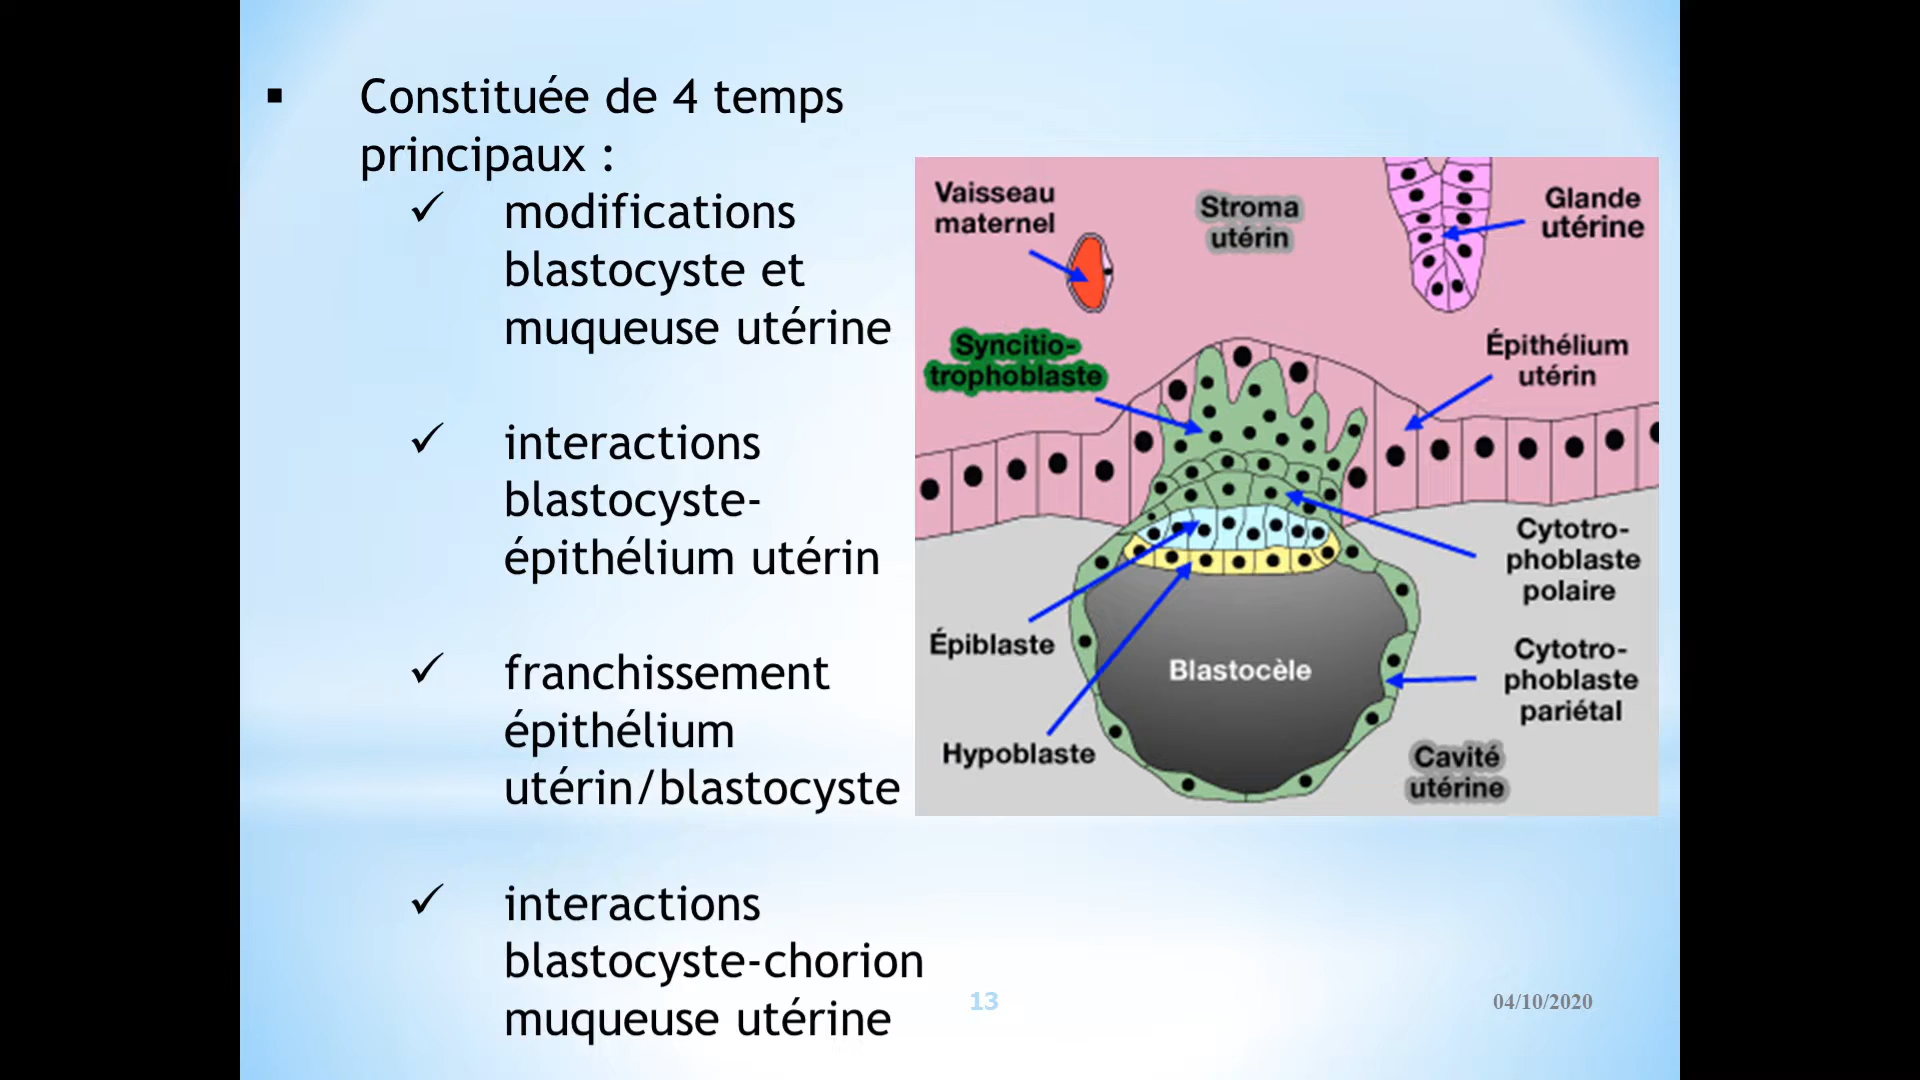 Constituée de 4 temps
principaux :
modifications
blastocyste et
muqueuse utérine
interactions
blastocyste-
épithélium utérin
franchissement
épithélium
utérin/blastocyste
interactions
blastocyste-chorion
muqueuse utérine
Vaisseau
maternel
Stroma
utérin
Glande
utérine
Syncitio-
trophoblaste
Épithélium
utérin
Cytotro-
phoblaste
polaire
Épiblaste
Blastocèle
Cytotro-
phoblaste
pariétal
Hypoblaste
Cavité
utérine
13
04/10/2020